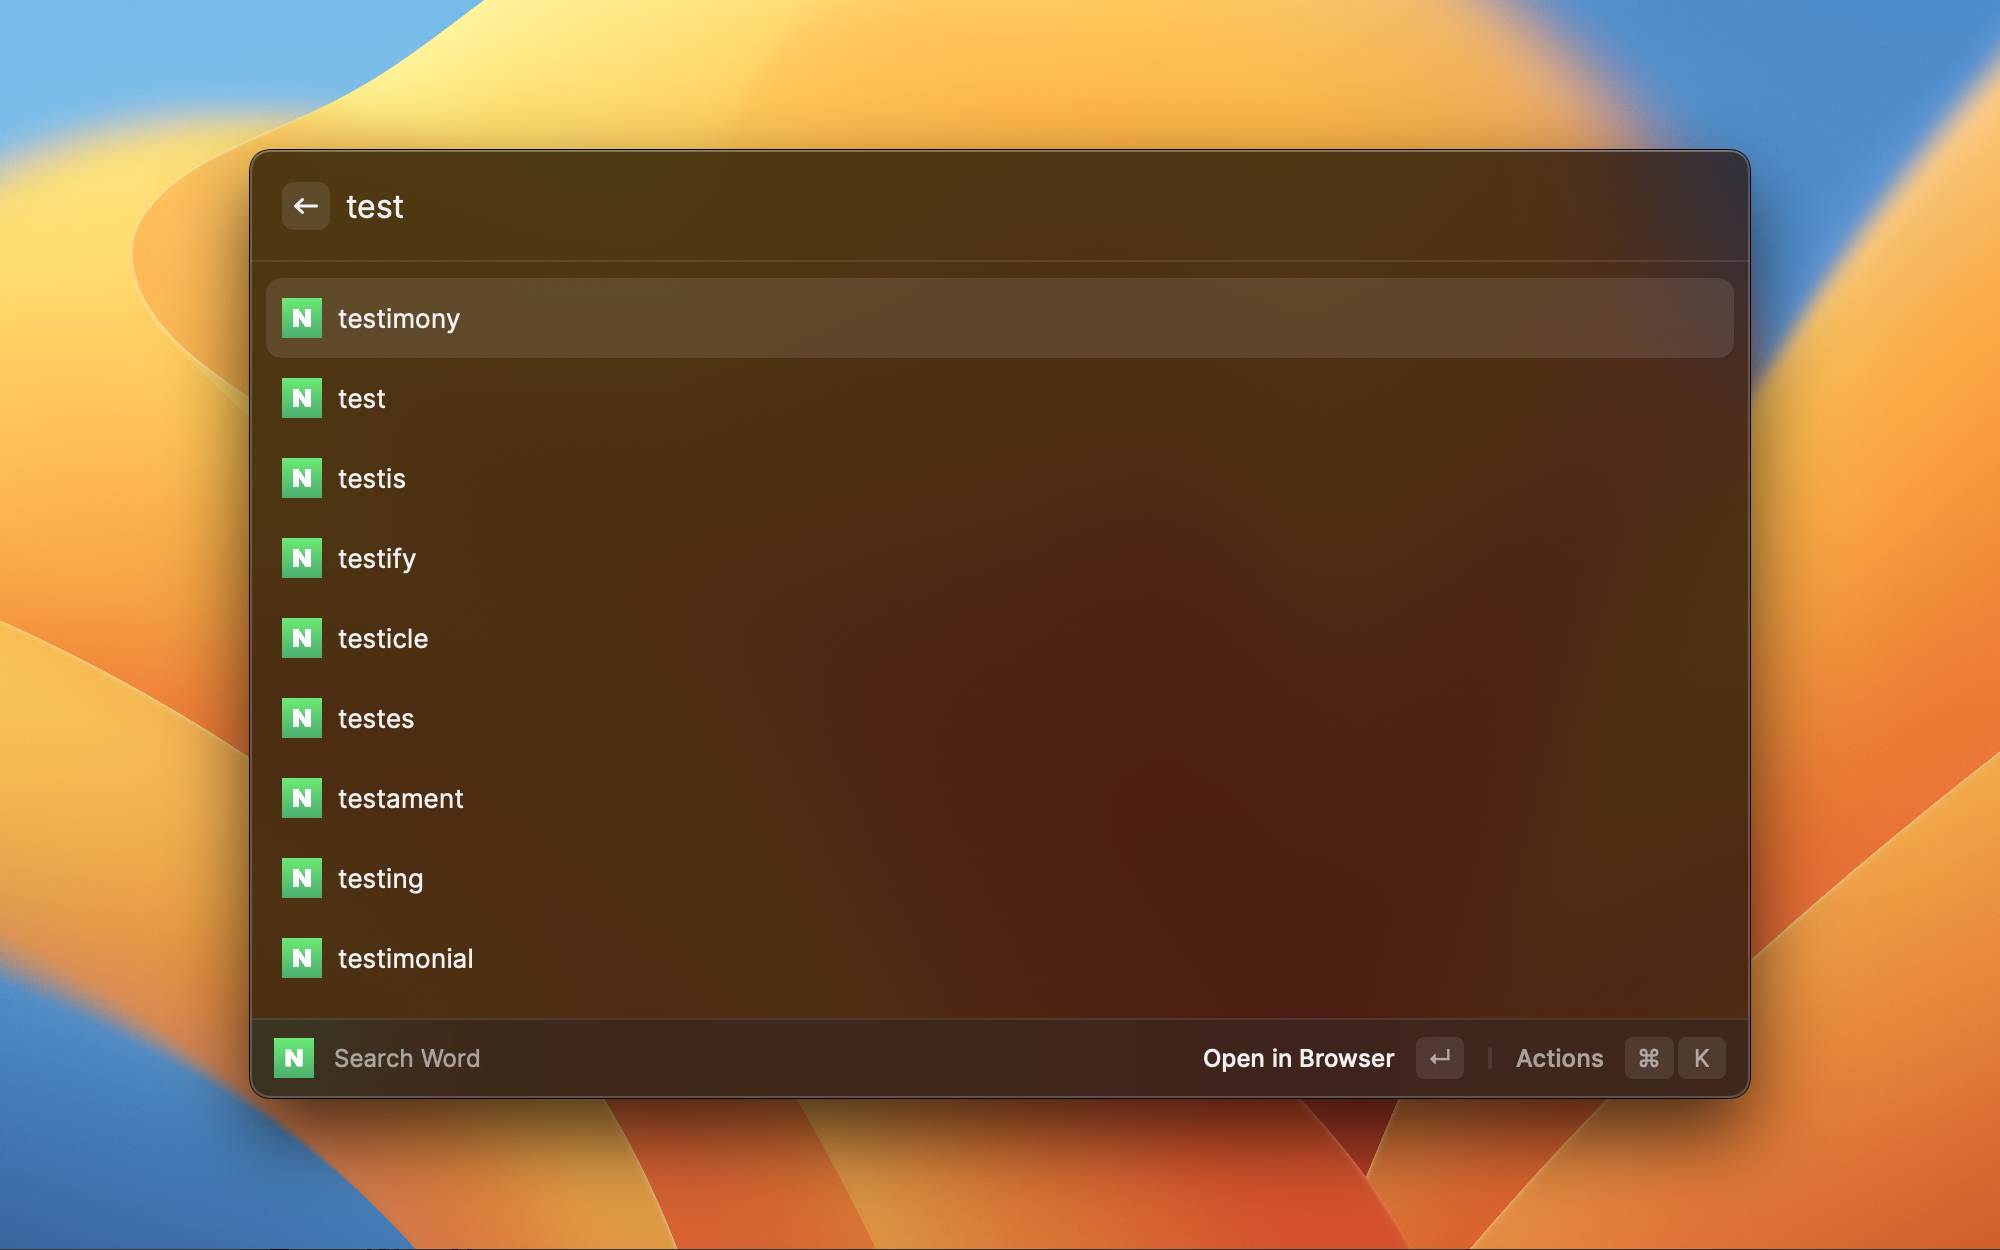 test
N testimony
N test
N testis
N testify
N testicle
N testes
N testament
N testing
N testimonial
N Search Word Open in Browser ↵ | Actions ⌘ K